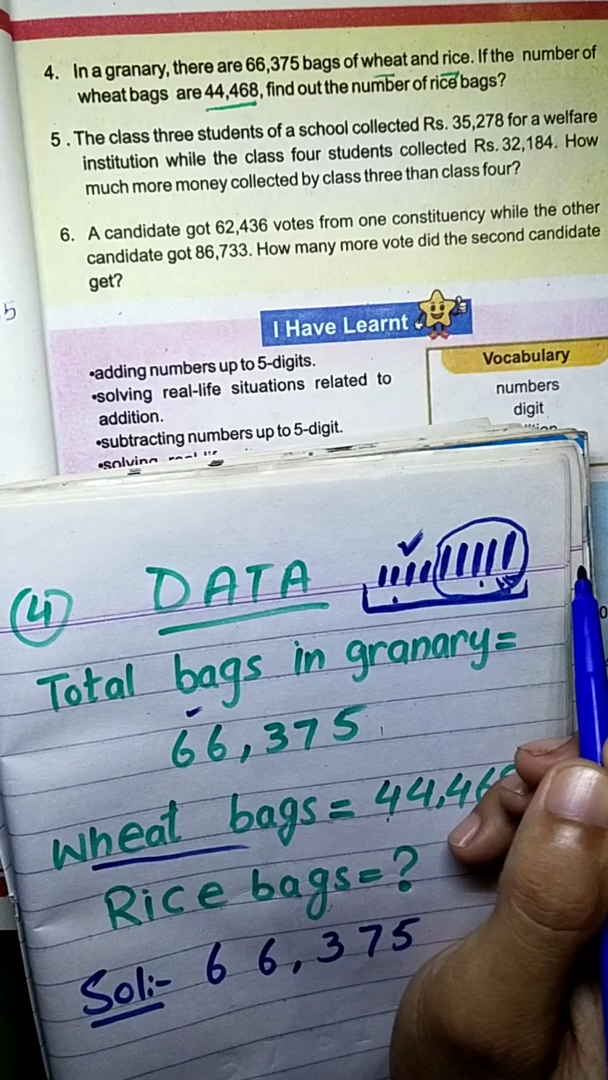 4. In a granary, there are 66,375 bags of wheat and rice. If the number of
wheat bags are 44,468, find out the number of rice bags?
5. The class three students of a school collected Rs. 35,278 for a welfare
institution while the class four students collected Rs. 32,184. How
much more money collected by class three than class four?
6. A candidate got 62,436 votes from one constituency while the other
candidate got 86,733. How many more vote did the second candidate
get?
5
I Have Learnt
•adding numbers up to 5-digits.
•solving real-life situations related to
addition.
•subtracting numbers up to 5-digit.
•solving
Vocabulary
numbers
digit
(4) DATA
Total bags in granary=
66,375
Wheat bags = 44,46
Rice bags=?
Sol:- 66,375